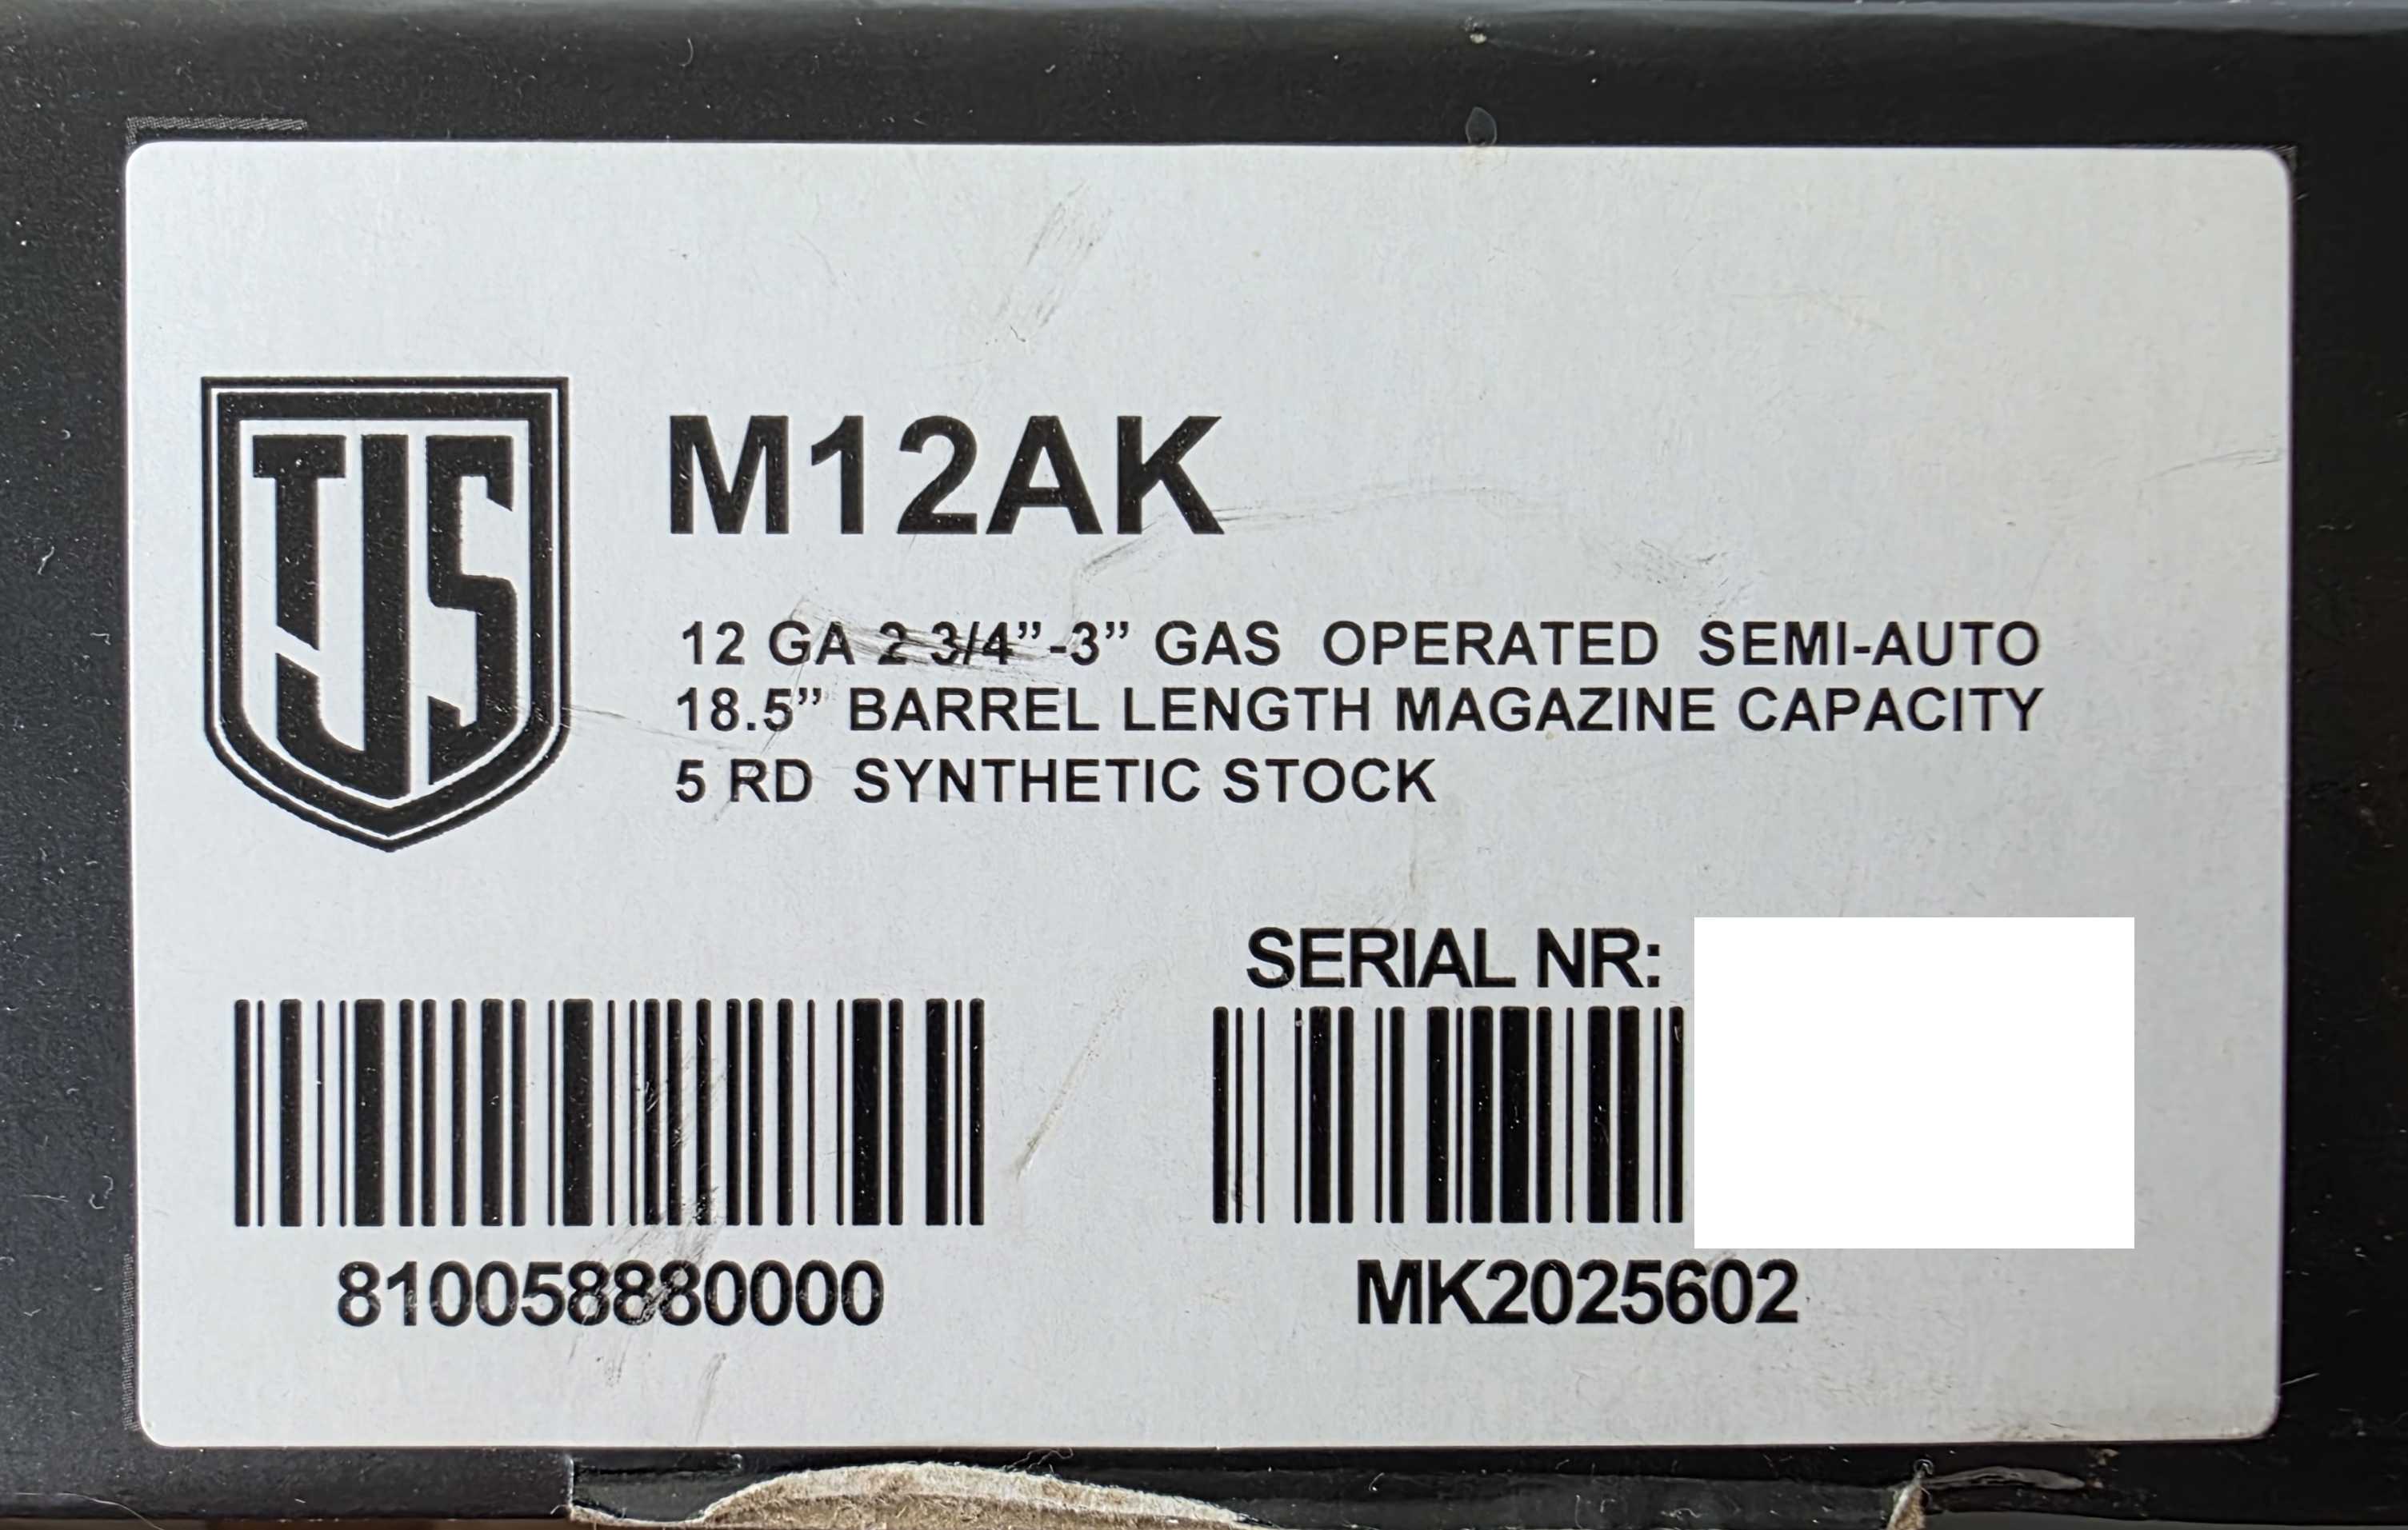 TJS
M12AK
12 GA 2 3/4” -3” GAS OPERATED SEMI-AUTO
18.5” BARREL LENGTH MAGAZINE CAPACITY
5 RD SYNTHETIC STOCK
SERIAL NR:
810058880000
MK2025602